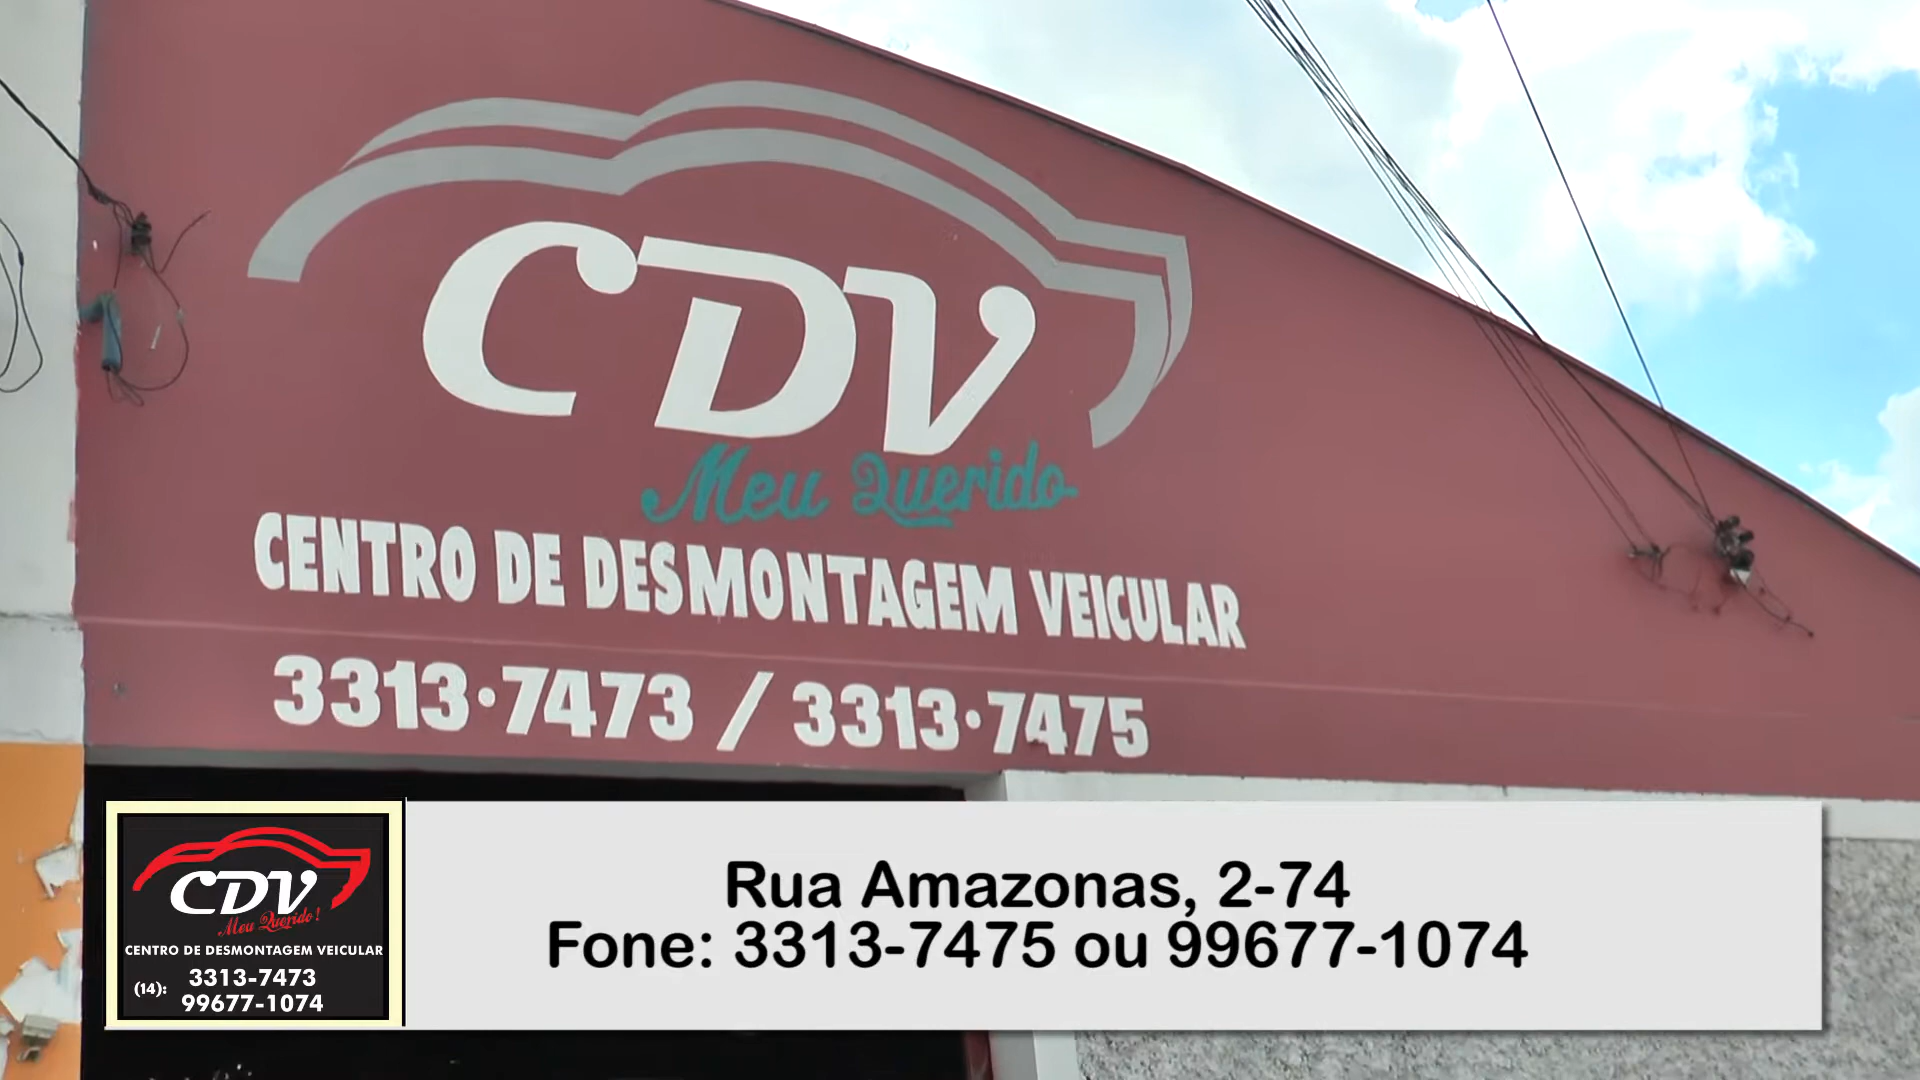 CDV
Meu Querido
CENTRO DE DESMONTAGEM VEICULAR
3313·7473 / 3313·7475
CDV
Meu Querido!
CENTRO DE DESMONTAGEM VEICULAR
(14): 3313-7473
99677-1074
Rua Amazonas, 2-74
Fone: 3313-7475 ou 99677-1074